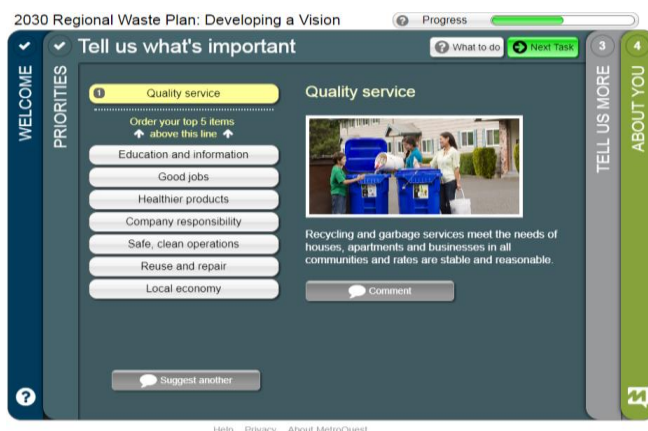 2030 Regional Waste Plan: Developing a Vision
? Progress
WELCOME
?
PRIORITIES
Tell us what's important
? What to do
Next Task
1 Quality service
Order your top 5 items
above this line
Education and information
Good jobs
Healthier products
Company responsibility
Safe, clean operations
Reuse and repair
Local economy
Suggest another
Quality service
Recycling and garbage services meet the needs of
houses, apartments and businesses in all
communities and rates are stable and reasonable.
Comment
3
TELL US MORE
4
ABOUT YOU
Help Privacy About MetroQuest